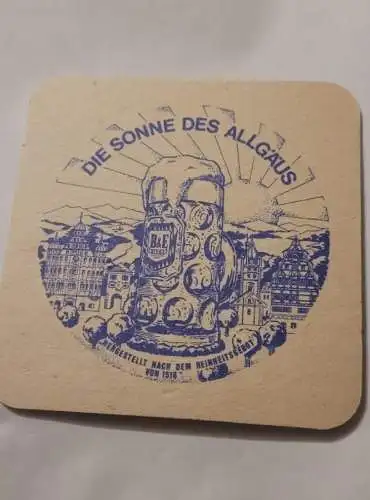 DIE SONNE DES ALLGÄUS
B&E
HERGESTELLT NACH DEM REINHEITSGEBOT
VON 1516